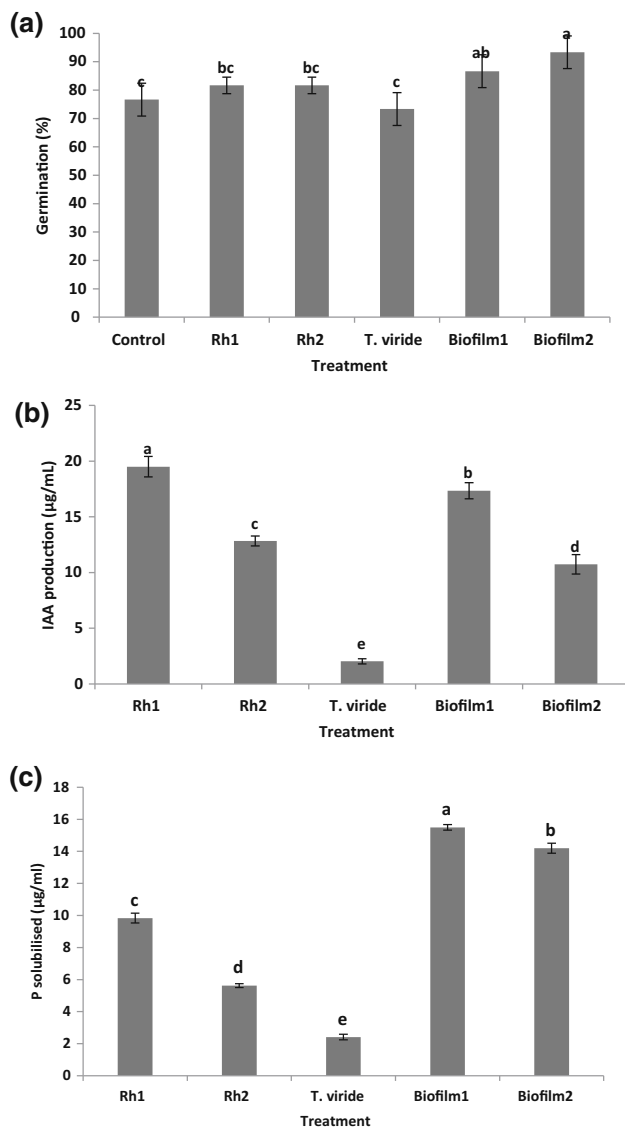 (a)
100
90
80
70
60
50
40
30
20
10
0
Germination (%)
c
bc
bc
c
ab
a
Control Rh1 Rh2 T. viride Biofilm1 Biofilm2
Treatment
(b)
25
20
15
10
5
0
IAA production (µg/mL)
a
c
e
b
d
Rh1 Rh2 T. viride Biofilm1 Biofilm2
Treatment
(c)
18
16
14
12
10
8
6
4
2
0
P solubilised (µg/ml)
c
d
e
a
b
Rh1 Rh2 T. viride Biofilm1 Biofilm2
Treatment